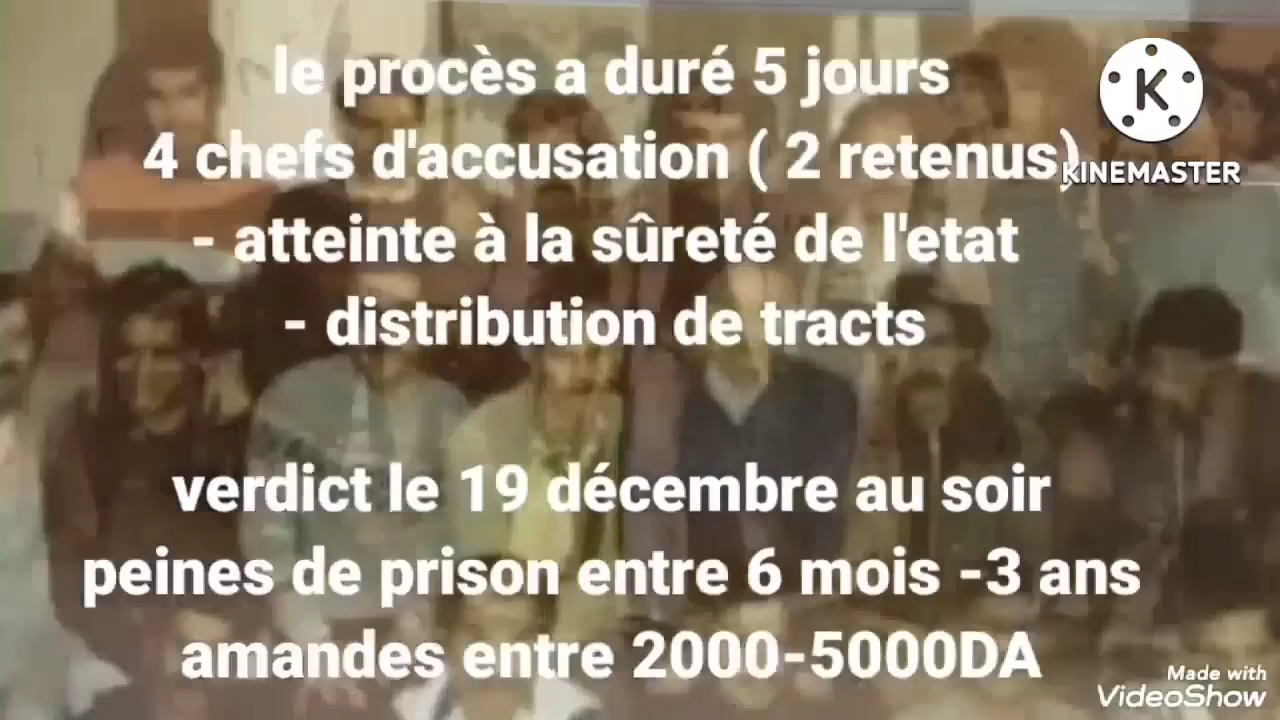 le procès a duré 5 jours
4 chefs d'accusation ( 2 retenus)
- atteinte à la sûreté de l'etat
- distribution de tracts
verdict le 19 décembre au soir
peines de prison entre 6 mois -3 ans
amandes entre 2000-5000DA
K
KINEMASTER
Made with
VideoShow